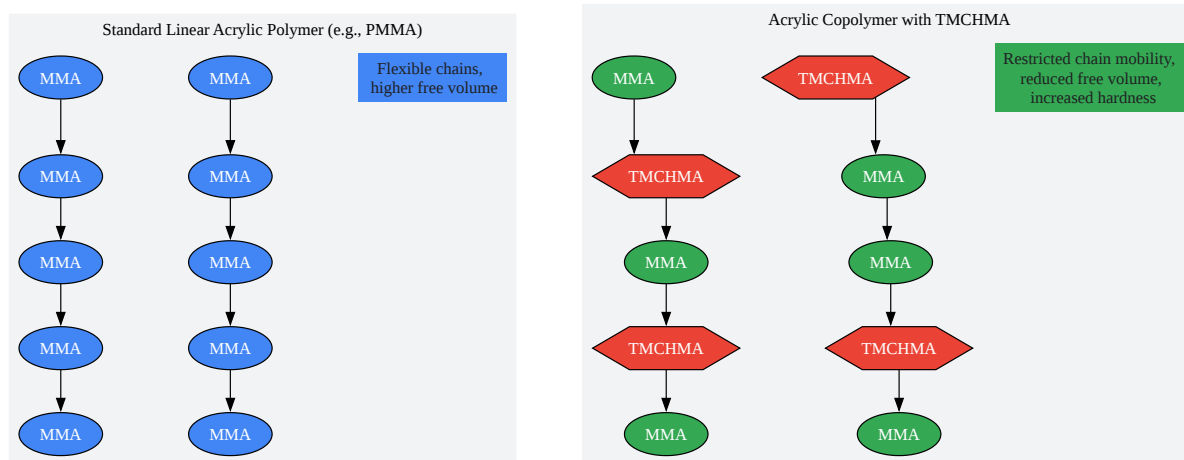 Standard Linear Acrylic Polymer (e.g., PMMA)
Flexible chains,
higher free volume
MMA
MMA
MMA
MMA
MMA
MMA
MMA
MMA
MMA
MMA
Acrylic Copolymer with TMCHMA
Restricted chain mobility,
reduced free volume,
increased hardness
MMA
TMCHMA
MMA
TMCHMA
MMA
TMCHMA
MMA
MMA
TMCHMA
MMA